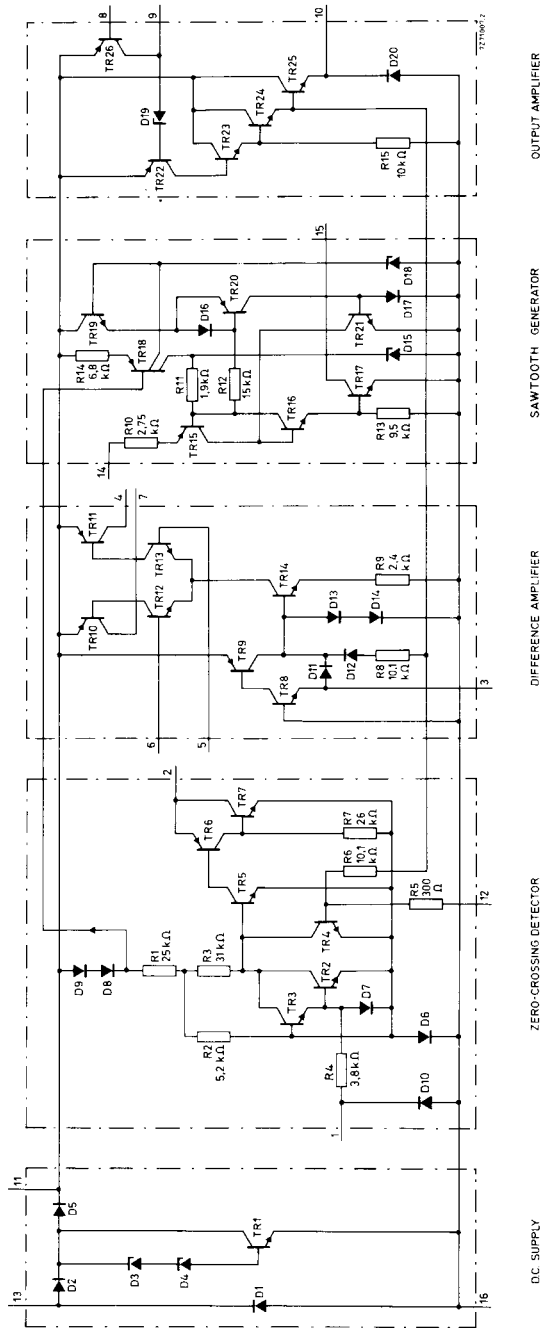 13
11
D2
D5
D3
D4
TR1
D1
16
D.C. SUPPLY
D9
D8
R1
25 kΩ
R2
5,2 kΩ
R3
31 kΩ
TR3
TR2
TR4
TR5
TR6
TR7
2
R4
3,8 kΩ
D7
D10
D6
R7
26
kΩ
R6
10,1
kΩ
R5
300
Ω
1
12
ZERO-CROSSING DETECTOR
TR10
TR11
4
7
TR12
TR13
6
5
TR9
TR8
TR14
D11
D12
D13
D14
R8
10,1
kΩ
R9
2,4
kΩ
3
DIFFERENCE AMPLIFIER
14
R10
2,75
kΩ
R14
6,8
kΩ
TR19
TR18
TR15
R11
1,9 kΩ
R12
15 kΩ
D16
TR20
TR16
TR17
TR21
R13
9,5
kΩ
D15
D17
D18
15
SAWTOOTH GENERATOR
8
9
10
TR26
D19
TR22
TR23
TR24
TR25
R15
10 kΩ
D20
OUTPUT AMPLIFIER